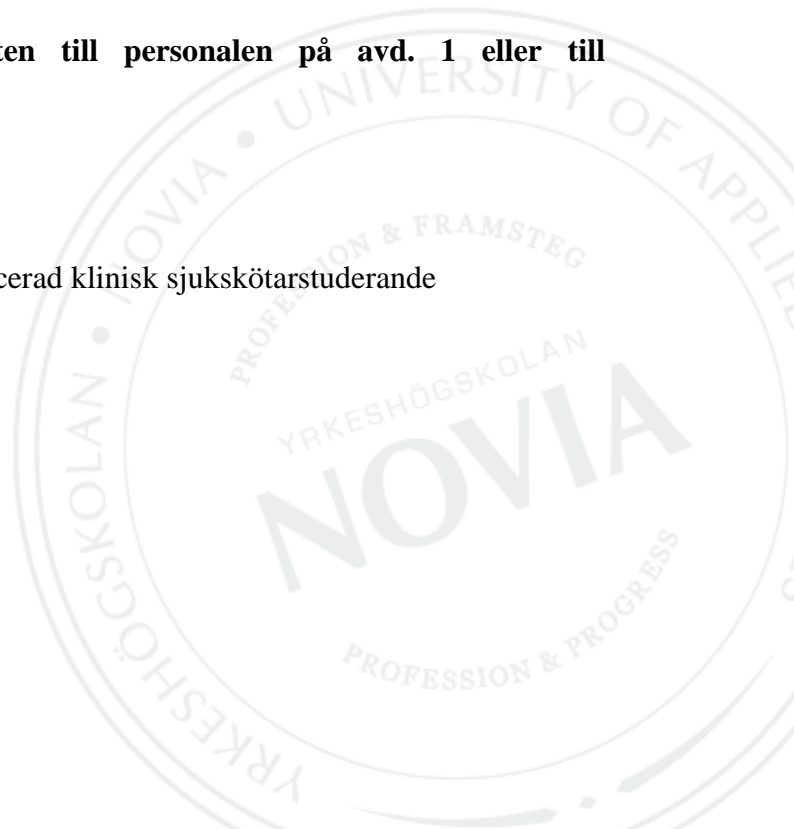 ten till personalen på avd. 1 eller till
cerad klinisk sjukskötarstuderande
YRKESHÖGSKOLAN • NOVIA • UNIVERSITY OF APPLIE
PROFESSION & FRAMSTEG
YRKESHÖGSKOLAN
NOVIA
PROFESSION & PROGRESS